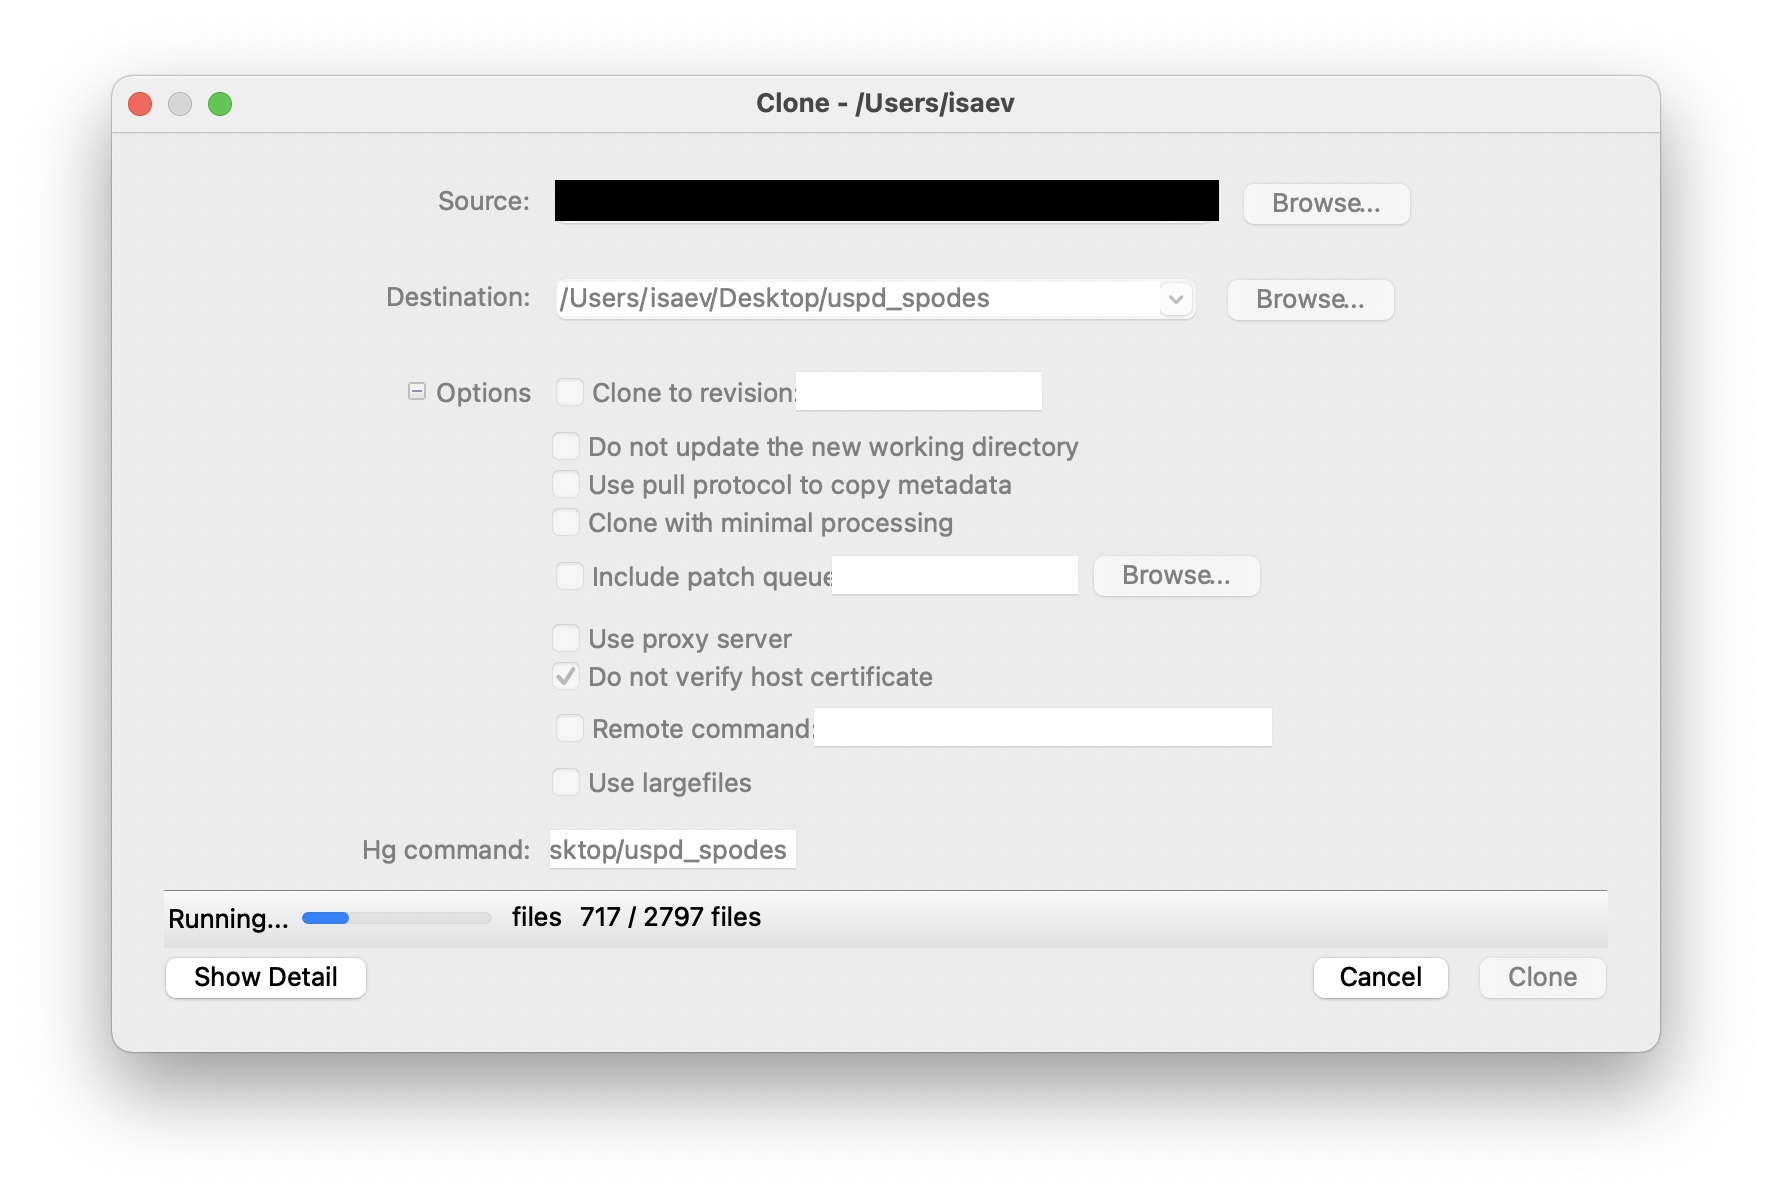 Clone - /Users/isaev
Source:
Browse...
Destination: /Users/isaev/Desktop/uspd_spodes
Browse...
Options
Clone to revision:
Do not update the new working directory
Use pull protocol to copy metadata
Clone with minimal processing
Include patch queue
Browse...
Use proxy server
Do not verify host certificate
Remote command:
Use largefiles
Hg command: sktop/uspd_spodes
Running... files 717 / 2797 files
Show Detail
Cancel
Clone